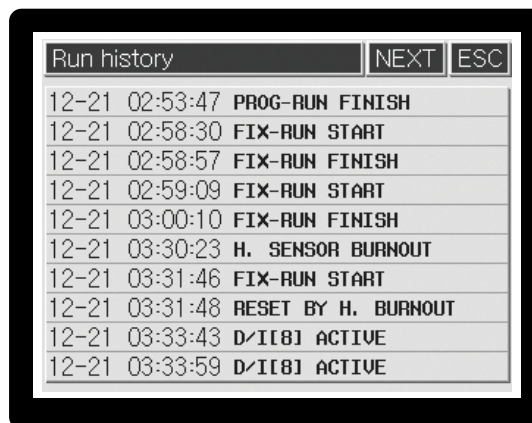 Run history NEXT ESC
12-21 02:53:47 PROG-RUN FINISH
12-21 02:58:30 FIX-RUN START
12-21 02:58:57 FIX-RUN FINISH
12-21 02:59:09 FIX-RUN START
12-21 03:00:10 FIX-RUN FINISH
12-21 03:30:23 H. SENSOR BURNOUT
12-21 03:31:46 FIX-RUN START
12-21 03:31:48 RESET BY H. BURNOUT
12-21 03:33:43 D/I[8] ACTIVE
12-21 03:33:59 D/I[8] ACTIVE